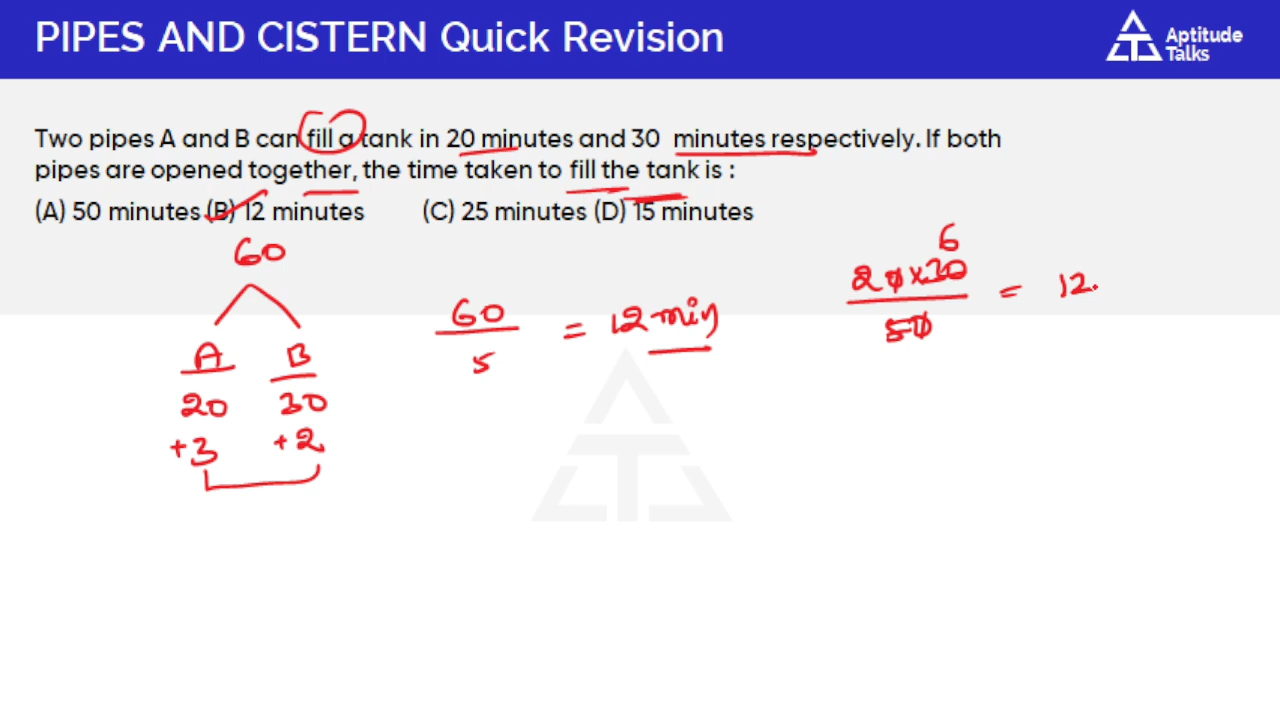 PIPES AND CISTERN Quick Revision
Aptitude
Talks
Two pipes A and B can fill a tank in 20 minutes and 30 minutes respectively. If both
pipes are opened together, the time taken to fill the tank is :
(A) 50 minutes (B) 12 minutes (C) 25 minutes (D) 15 minutes
60
A B
20 30
+3 +2
60
5
= 12 min
6
20x30
50
= 12.